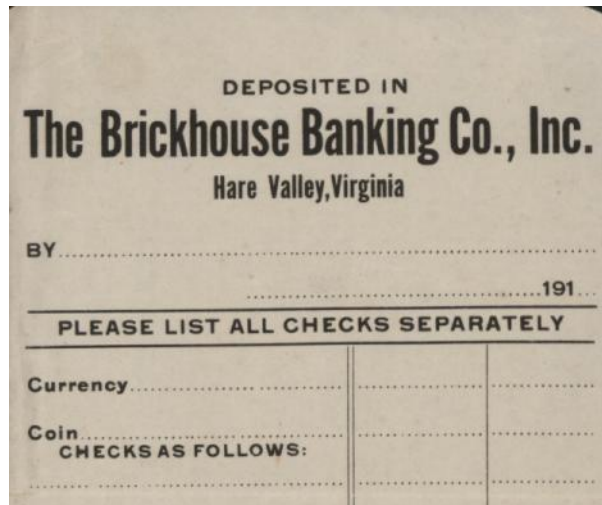 DEPOSITED IN
The Brickhouse Banking Co., Inc.
Hare Valley,Virginia
BY
191
PLEASE LIST ALL CHECKS SEPARATELY
Currency
Coin
CHECKS AS FOLLOWS: